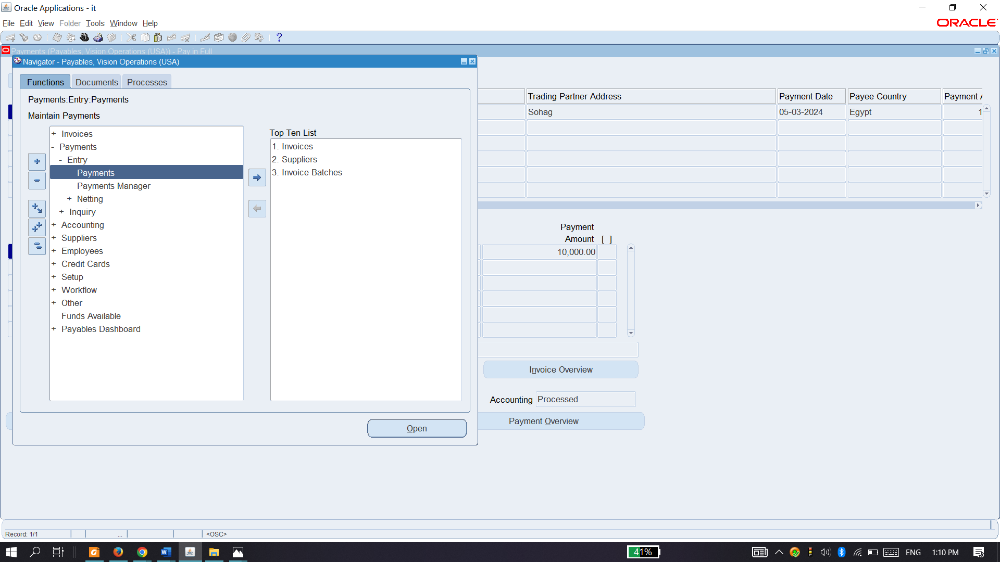 Oracle Applications - it
File Edit View Folder Tools Window Help
ORACLE
Payments (Payables, Vision Operations (USA)) - Pay in Full
Navigator - Payables, Vision Operations (USA)
Functions Documents Processes
Payments:Entry:Payments
Maintain Payments
+ Invoices
- Payments
- Entry
Payments
Payments Manager
+ Netting
+ Inquiry
+ Accounting
+ Suppliers
+ Employees
+ Credit Cards
+ Setup
+ Workflow
+ Other
Funds Available
+ Payables Dashboard
Top Ten List
1. Invoices
2. Suppliers
3. Invoice Batches
Open
Trading Partner Address Payment Date Payee Country Payment A
Sohag 05-03-2024 Egypt 1
Payment
Amount [ ]
10,000.00
Invoice Overview
Accounting Processed
Payment Overview
Record: 1/1 ... <OSC>
41% ENG 1:10 PM